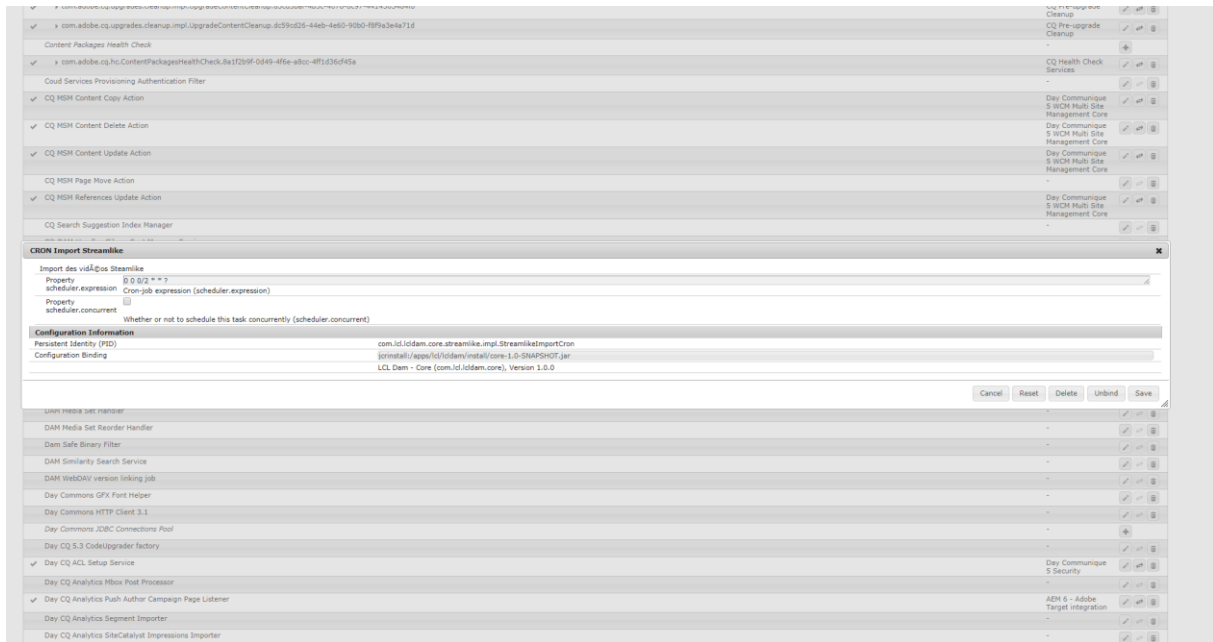 CQ Pre-upgrade
Cleanup
com.adobe.cq.upgrades.cleanup.impl.UpgradeContentCleanup.dc59cd26-44eb-4e60-90b0-f8f9a3e4a71d
CQ Pre-upgrade
Cleanup
Content Packages Health Check
-
com.adobe.cq.hc.ContentPackagesHealthCheck.8a1f2b9f-0d49-4f6e-a8cc-4ff1d36cf45a
CQ Health Check
Services
Coud Services Provisioning Authentication Filter
-
CQ MSM Content Copy Action
Day Communique
5 WCM Multi Site
Management Core
CQ MSM Content Delete Action
Day Communique
5 WCM Multi Site
Management Core
CQ MSM Content Update Action
Day Communique
5 WCM Multi Site
Management Core
CQ MSM Page Move Action
-
CQ MSM References Update Action
Day Communique
5 WCM Multi Site
Management Core
CQ Search Suggestion Index Manager
-
CRON Import Streamlike
Import des vidÃ©os Steamlike
Property
scheduler.expression
0 0 0/2 * * ?
Cron-job expression (scheduler.expression)
Property
scheduler.concurrent
Whether or not to schedule this task concurrently (scheduler.concurrent)
Configuration Information
Persistent Identity (PID) com.lcl.lcldam.core.streamlike.impl.StreamlikeImportCron
Configuration Binding jcrinstall:/apps/lcl/lcldam/install/core-1.0-SNAPSHOT.jar
LCL Dam - Core (com.lcl.lcldam.core), Version 1.0.0
Cancel Reset Delete Unbind Save
DAM Media Set Handler
-
DAM Media Set Reorder Handler
-
Dam Safe Binary Filter
-
DAM Similarity Search Service
-
DAM WebDAV version linking job
-
Day Commons GFX Font Helper
-
Day Commons HTTP Client 3.1
-
Day Commons JDBC Connections Pool
-
Day CQ 5.3 CodeUpgrader factory
-
Day CQ ACL Setup Service
Day Communique
5 Security
Day CQ Analytics Mbox Post Processor
-
Day CQ Analytics Push Author Campaign Page Listener
AEM 6 - Adobe
Target integration
Day CQ Analytics Segment Importer
-
Day CQ Analytics SiteCatalyst Impressions Importer
-